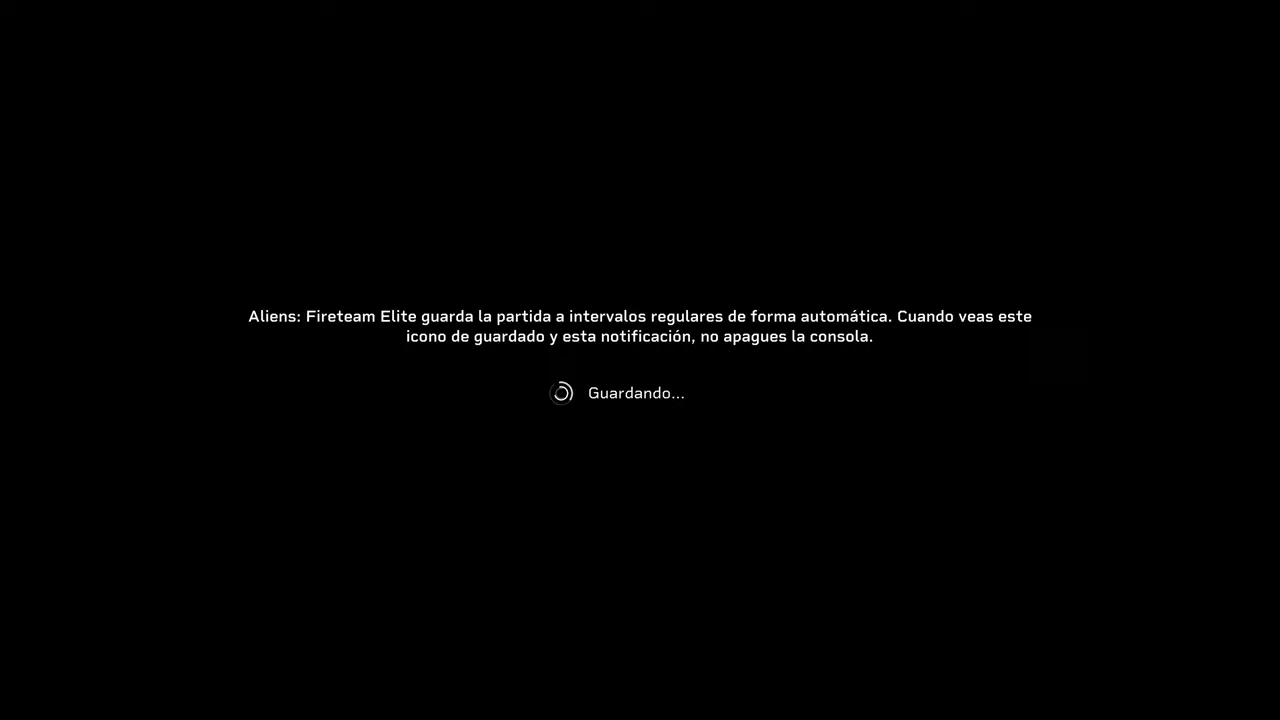 Aliens: Fireteam Elite guarda la partida a intervalos regulares de forma automática. Cuando veas este
icono de guardado y esta notificación, no apagues la consola.
Guardando...